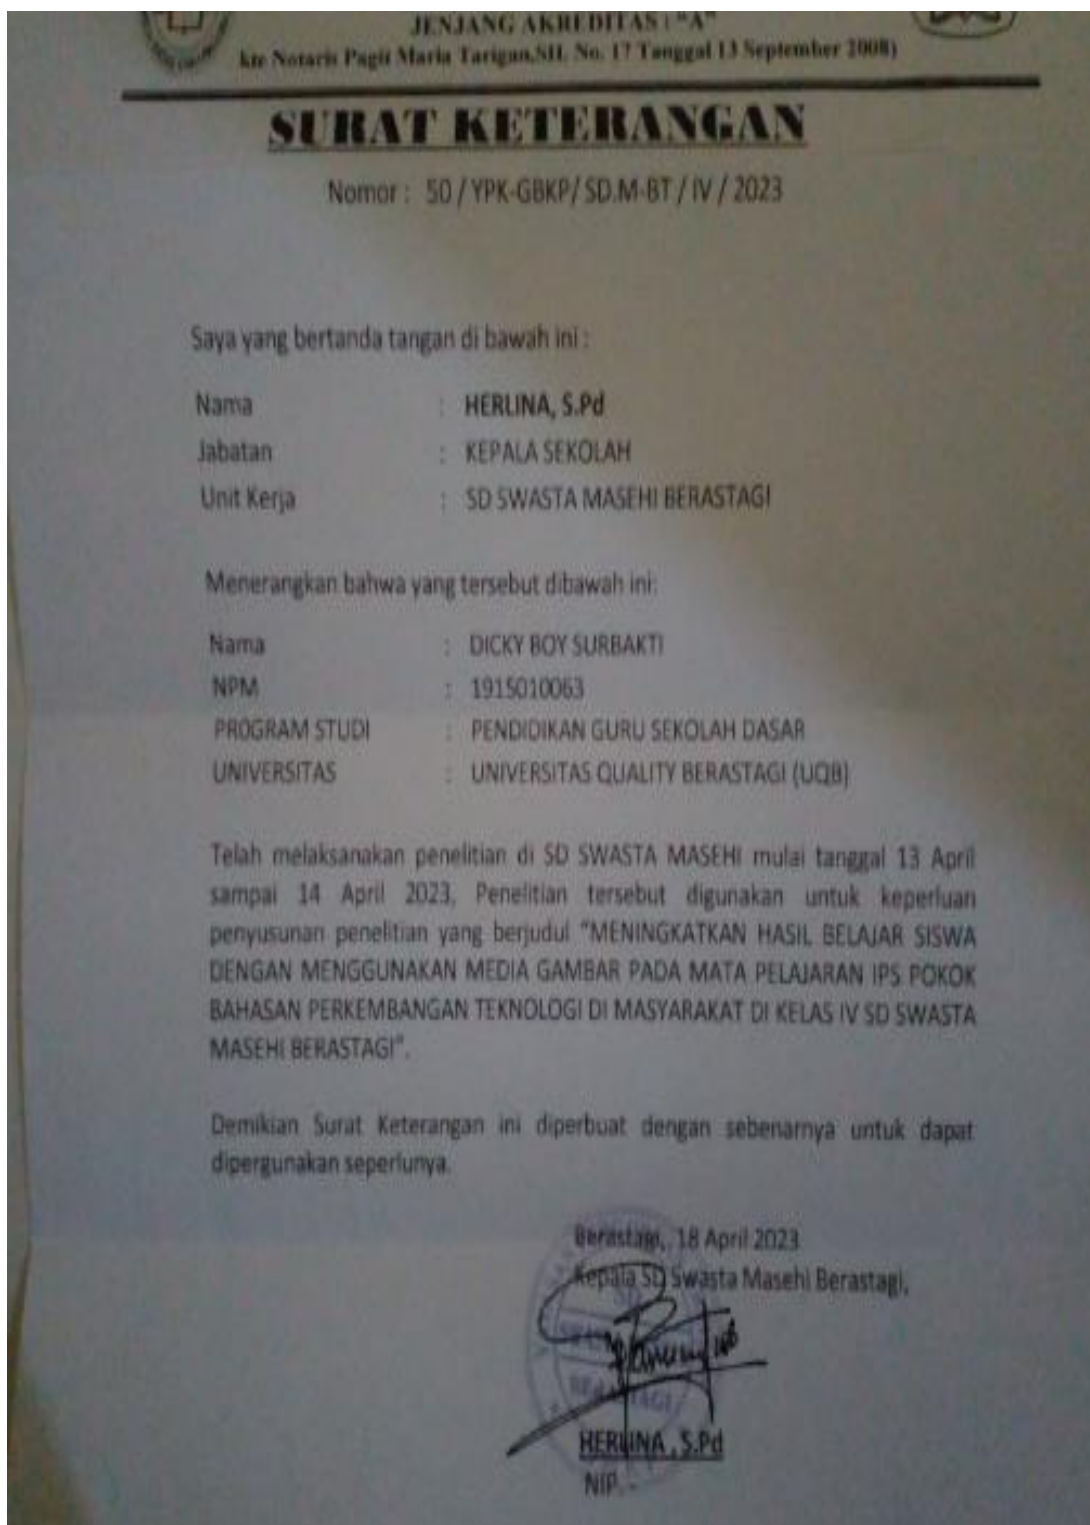 JENJANG AKREDITAS : "A"
kte Notaris Pagit Maria Tarigan,SH. No. 17 Tanggal 13 September 2008)
SURAT KETERANGAN
Nomor : 50 / YPK-GBKP/ SD.M-BT / IV / 2023
Saya yang bertanda tangan di bawah ini :
Nama : HERLINA, S.Pd
Jabatan : KEPALA SEKOLAH
Unit Kerja : SD SWASTA MASEHI BERASTAGI
Menerangkan bahwa yang tersebut dibawah ini:
Nama : DICKY BOY SURBAKTI
NPM : 1915010063
PROGRAM STUDI : PENDIDIKAN GURU SEKOLAH DASAR
UNIVERSITAS : UNIVERSITAS QUALITY BERASTAGI (UQB)
Telah melaksanakan penelitian di SD SWASTA MASEHI mulai tanggal 13 April
sampai 14 April 2023, Penelitian tersebut digunakan untuk keperluan
penyusunan penelitian yang berjudul "MENINGKATKAN HASIL BELAJAR SISWA
DENGAN MENGGUNAKAN MEDIA GAMBAR PADA MATA PELAJARAN IPS POKOK
BAHASAN PERKEMBANGAN TEKNOLOGI DI MASYARAKAT DI KELAS IV SD SWASTA
MASEHI BERASTAGI".
Demikian Surat Keterangan ini diperbuat dengan sebenarnya untuk dapat
dipergunakan seperlunya.
Berastagi, 18 April 2023
Kepala SD Swasta Masehi Berastagi,
BERASTAGI
HERLINA , S.Pd
NIP. -